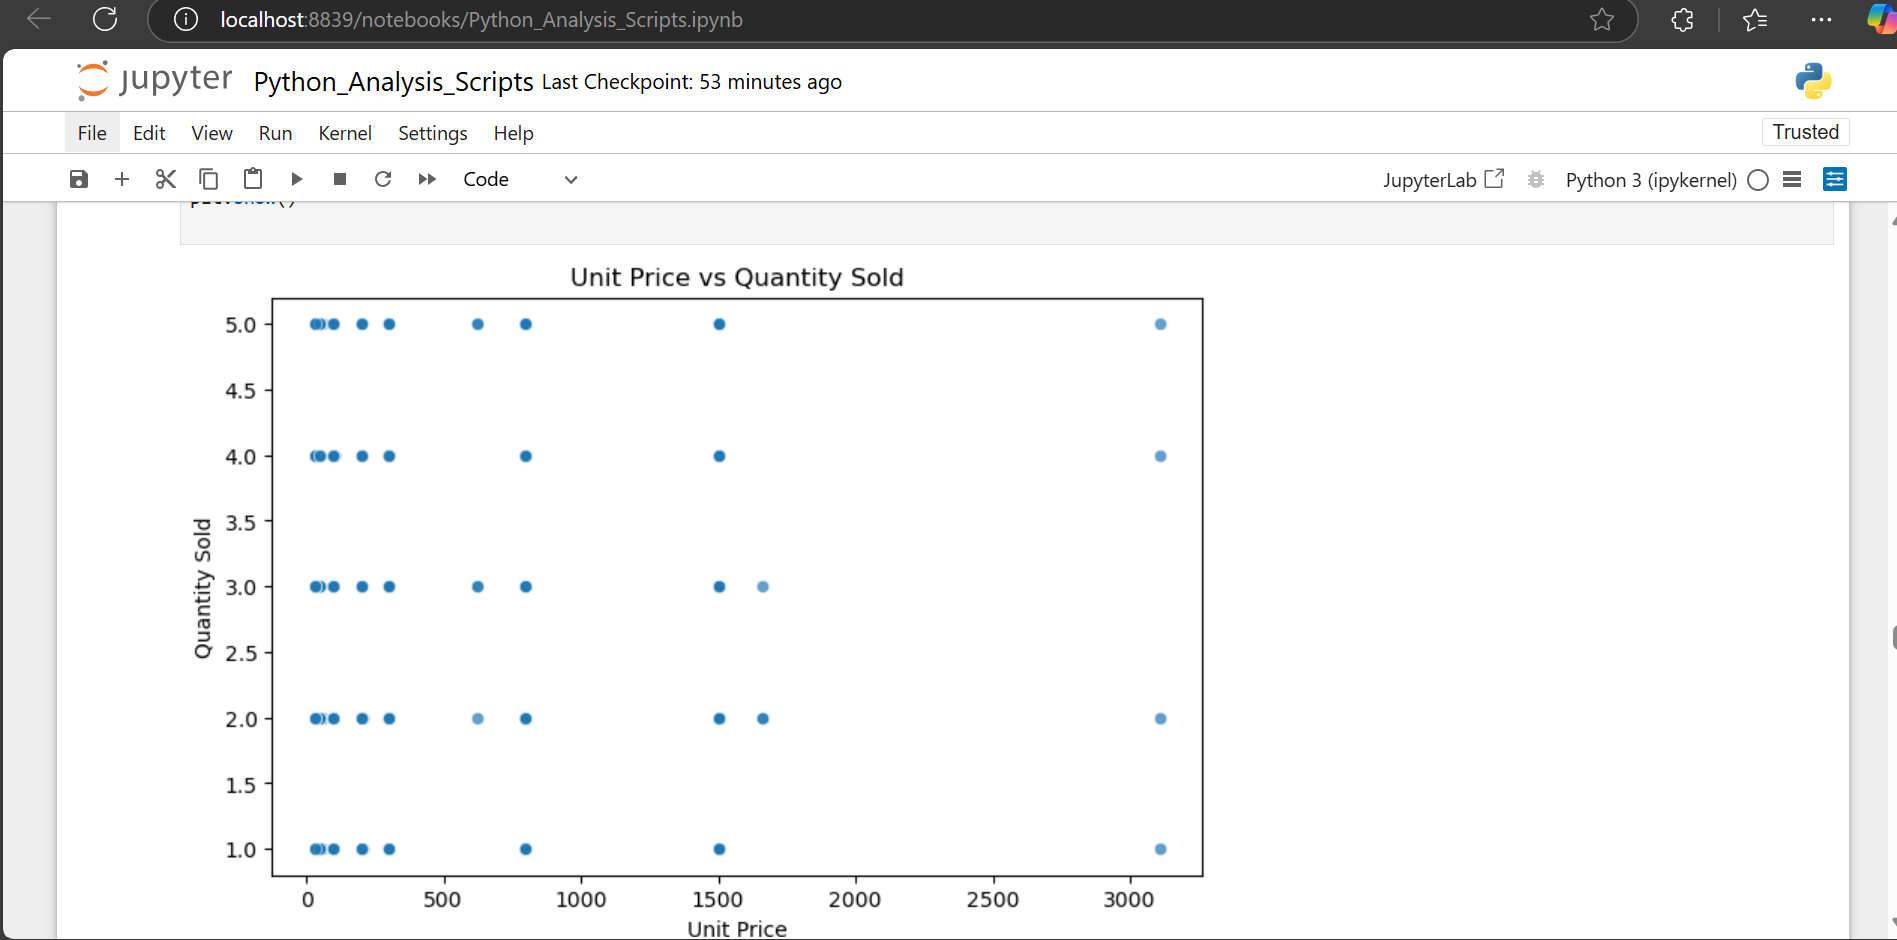 localhost:8839/notebooks/Python_Analysis_Scripts.ipynb
jupyter Python_Analysis_Scripts Last Checkpoint: 53 minutes ago
File Edit View Run Kernel Settings Help Trusted
Code JupyterLab Python 3 (ipykernel)
Unit Price vs Quantity Sold
5.0
4.5
4.0
3.5
3.0
2.5
2.0
1.5
1.0
Quantity Sold
0 500 1000 1500 2000 2500 3000
Unit Price